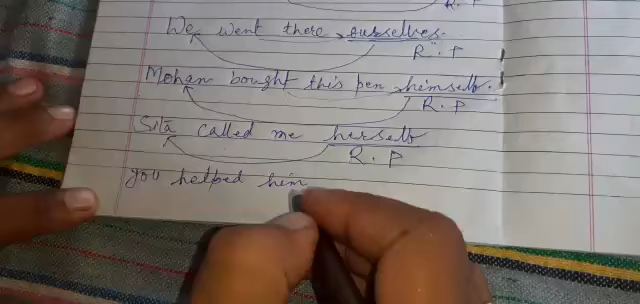 R.P
We went there ourselves.
R.P
Mohan bought this pen himself.
R.P
Sita called me herself
R.P
you helped him